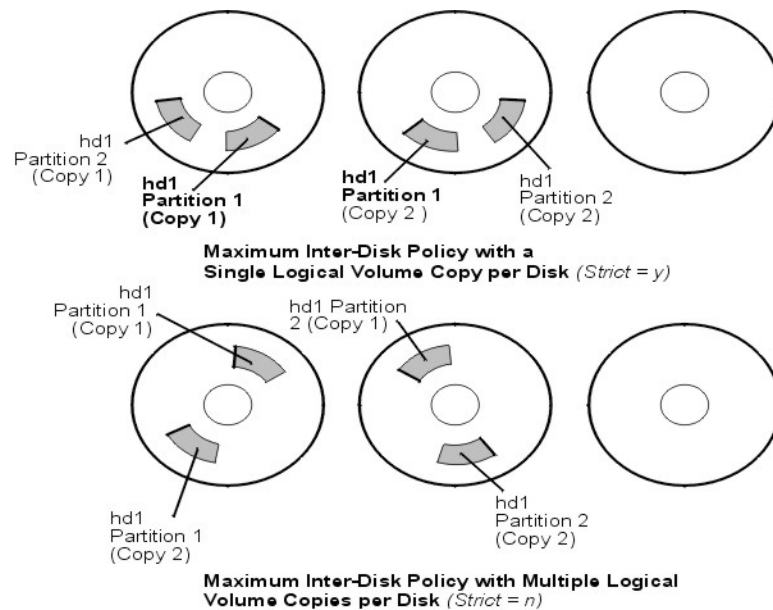 hd1
Partition 2
(Copy 1)
hd1
Partition 1
(Copy 1)
hd1
Partition 1
(Copy 2 )
hd1
Partition 2
(Copy 2)
Maximum Inter-Disk Policy with a
Single Logical Volume Copy per Disk (Strict = y)
hd1
Partition 1
(Copy 1)
hd1 Partition
2 (Copy 1)
hd1
Partition 1
(Copy 2)
hd1
Partition 2
(Copy 2)
Maximum Inter-Disk Policy with Multiple Logical
Volume Copies per Disk (Strict = n)